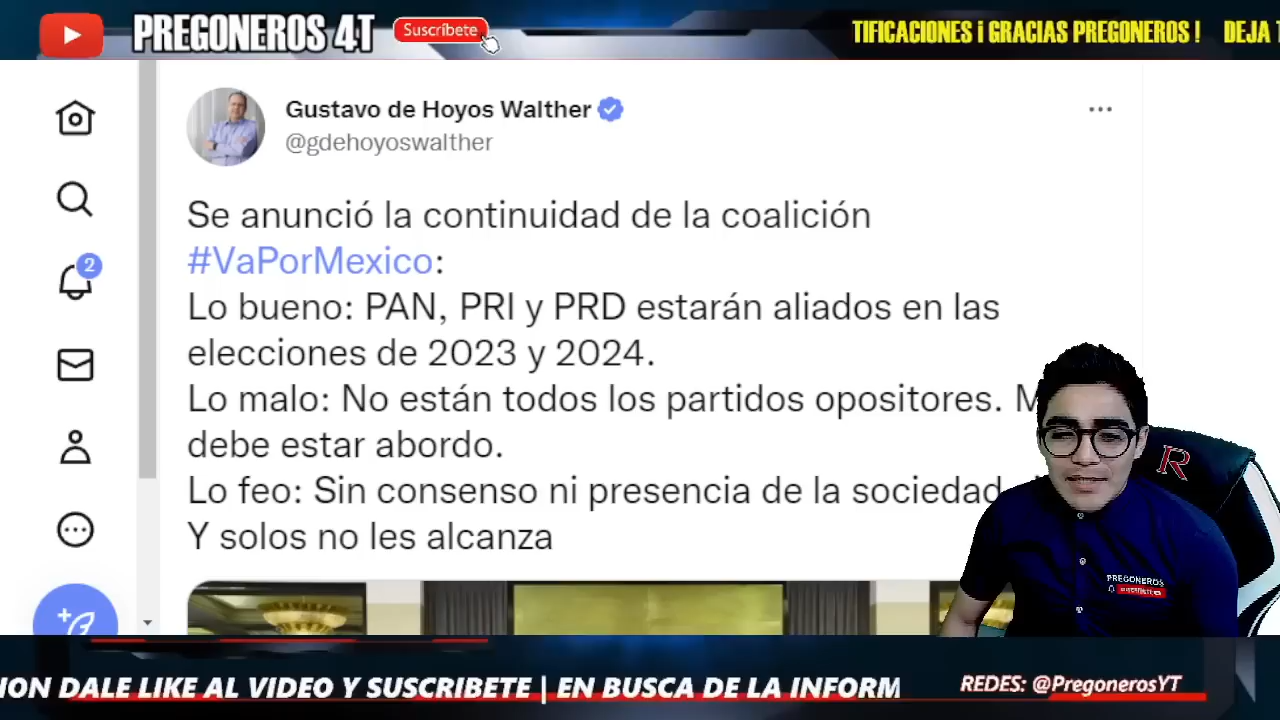 PREGONEROS 4T
Suscríbete
TIFICACIONES ¡ GRACIAS PREGONEROS ! DEJA
Gustavo de Hoyos Walther
@gdehoyoswalther
Se anunció la continuidad de la coalición
#VaPorMexico:
2
Lo bueno: PAN, PRI y PRD estarán aliados en las
elecciones de 2023 y 2024.
Lo malo: No están todos los partidos opositores.
debe estar abordo.
Lo feo: Sin consenso ni presencia de la sociedad
Y solos no les alcanza
R
PREGONEROS
SUSCRIBETE
ION DALE LIKE AL VIDEO Y SUSCRIBETE | EN BUSCA DE LA INFORM
REDES: @PregonerosYT